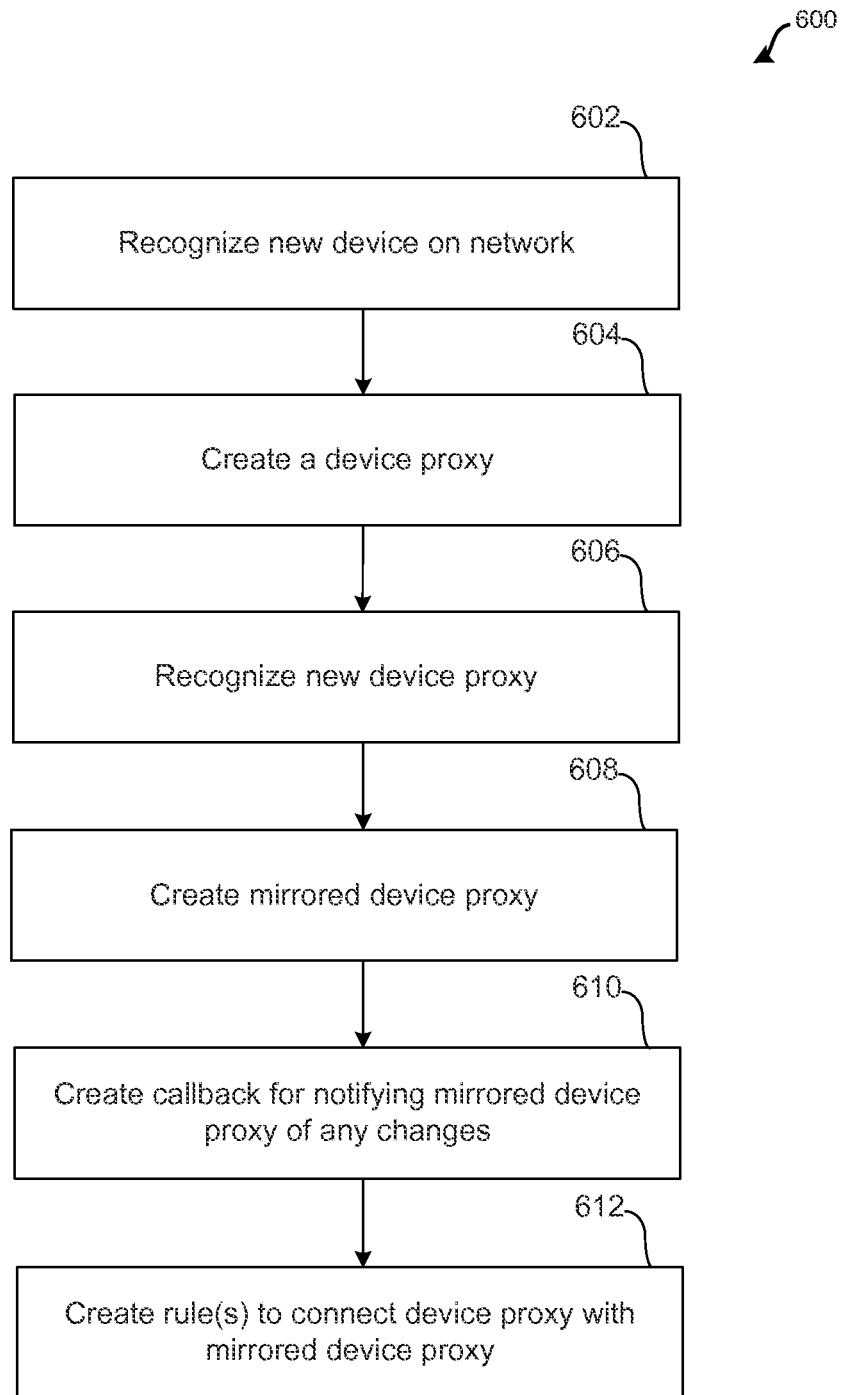 600
602
Recognize new device on network
604
Create a device proxy
606
Recognize new device proxy
608
Create mirrored device proxy
610
Create callback for notifying mirrored device
proxy of any changes
612
Create rule(s) to connect device proxy with
mirrored device proxy